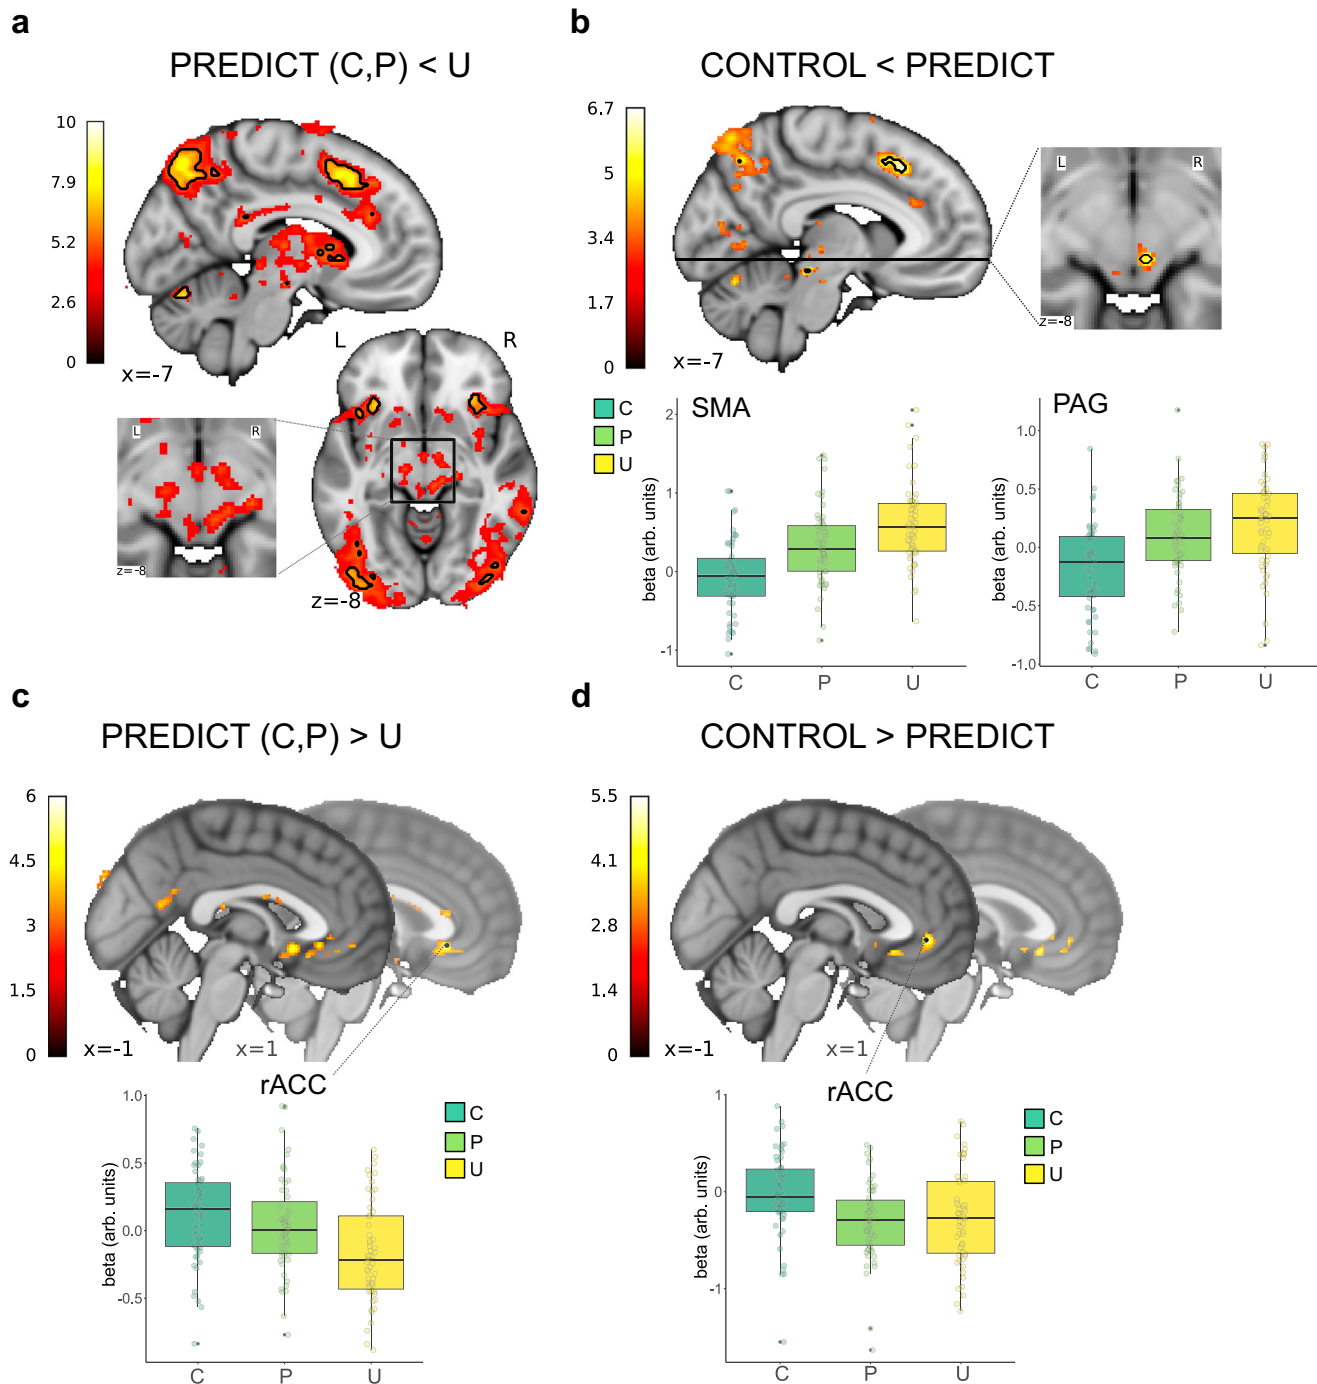 a
PREDICT (C,P) < U
10
7.9
5.2
2.6
0
x=-7
L
R
L
R
z=-8
z=-8
b
CONTROL < PREDICT
6.7
5
3.4
1.7
0
x=-7
L
R
z=-8
C
P
U
SMA
beta (arb. units)
2
1
0
-1
C
P
U
PAG
beta (arb. units)
1.0
0.5
0.0
-0.5
-1.0
C
P
U
c
PREDICT (C,P) > U
6
4.5
3
1.5
0
x=-1
x=1
rACC
beta (arb. units)
1.0
0.5
0.0
-0.5
C
P
U
C
P
U
d
CONTROL > PREDICT
5.5
4.1
2.8
1.4
0
x=-1
x=1
rACC
beta (arb. units)
1
0
-1
C
P
U
C
P
U